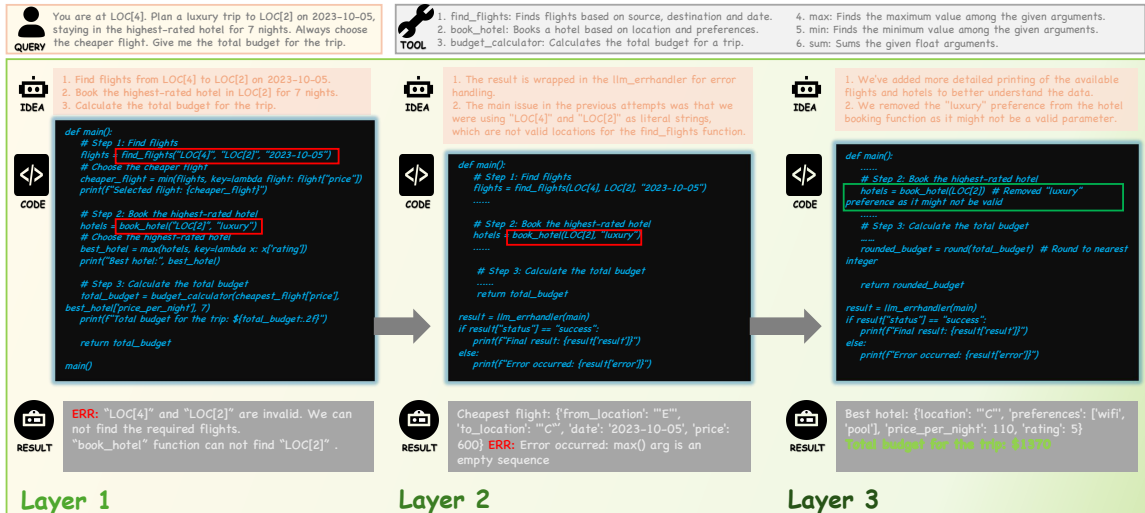 You are at LOC[4]. Plan a luxury trip to LOC[2] on 2023-10-05,
staying in the highest-rated hotel for 7 nights. Always choose
the cheaper flight. Give me the total budget for the trip.
QUERY
1. find_flights: Finds flights based on source, destination and date.
2. book_hotel: Books a hotel based on location and preferences.
3. budget_calculator: Calculates the total budget for a trip.
4. max: Finds the maximum value among the given arguments.
5. min: Finds the minimum value among the given arguments.
6. sum: Sums the given float arguments.
TOOL
IDEA
1. Find flights from LOC[4] to LOC[2] on 2023-10-05.
2. Book the highest-rated hotel in LOC[2] for 7 nights.
3. Calculate the total budget for the trip.
CODE
def main():
# Step 1: Find flights
flights = find_flights("LOC[4]", "LOC[2]", "2023-10-05")
# Choose the cheaper flight
cheaper_flight = min(flights, key=lambda flight: flight["price"])
print(f"Selected flight: {cheaper_flight}")
# Step 2: Book the highest-rated hotel
hotels = book_hotel("LOC[2]", "luxury")
# Choose the highest-rated hotel
best_hotel = max(hotels, key=lambda x: x['rating'])
print("Best hotel:", best_hotel)
# Step 3: Calculate the total budget
total_budget = budget_calculator(cheapest_flight['price'],
best_hotel['price_per_night'], 7)
print(f"Total budget for the trip: ${total_budget:.2f}")
return total_budget
main()
RESULT
ERR: "LOC[4]" and "LOC[2]" are invalid. We can
not find the required flights.
"book_hotel" function can not find "LOC[2]" .
Layer 1
IDEA
1. The result is wrapped in the llm_errhandler for error
handling.
2. The main issue in the previous attempts was that we
were using "LOC[4]" and "LOC[2]" as literal strings,
which are not valid locations for the find_flights function.
CODE
def main():
# Step 1: Find flights
flights = find_flights(LOC[4], LOC[2], "2023-10-05")
......
# Step 2: Book the highest-rated hotel
hotels = book_hotel(LOC[2], "luxury")
......
# Step 3: Calculate the total budget
......
return total_budget
result = llm_errhandler(main)
if result["status"] == "success":
print(f"Final result: {result['result']}")
else:
print(f"Error occurred: {result['error']}")
RESULT
Cheapest flight: {'from_location': '"E"',
'to_location': '"C"', 'date': '2023-10-05', 'price':
600} ERR: Error occurred: max() arg is an
empty sequence
Layer 2
IDEA
1. We've added more detailed printing of the available
flights and hotels to better understand the data.
2. We removed the "luxury" preference from the hotel
booking function as it might not be a valid parameter.
CODE
def main():
......
# Step 2: Book the highest-rated hotel
hotels = book_hotel(LOC[2]) # Removed "luxury"
preference as it might not be valid
......
# Step 3: Calculate the total budget
......
rounded_budget = round(total_budget) # Round to nearest
integer
return rounded_budget
result = llm_errhandler(main)
if result["status"] == "success":
print(f"Final result: {result['result']}")
else:
print(f"Error occurred: {result['error']}")
RESULT
Best hotel: {'location': '"C"', 'preferences': ['wifi',
'pool'], 'price_per_night': 110, 'rating': 5}
Total budget for the trip: $1370
Layer 3